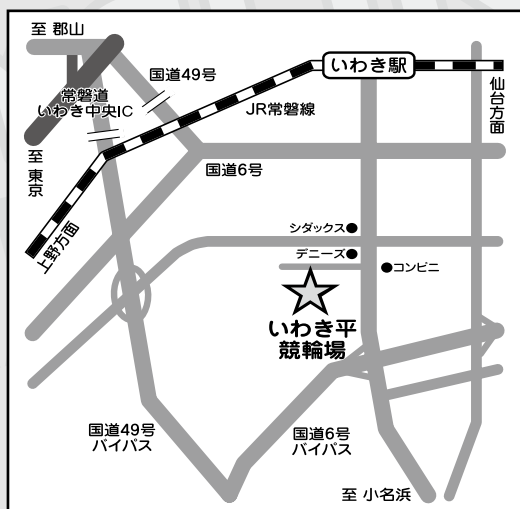 至 郡山
国道49号
いわき駅
常磐道
いわき中央IC
JR常磐線
仙台方面
至 東京
国道6号
上野方面
シダックス
デニーズ
コンビニ
いわき平
競輪場
国道49号
バイパス
国道6号
バイパス
至 小名浜